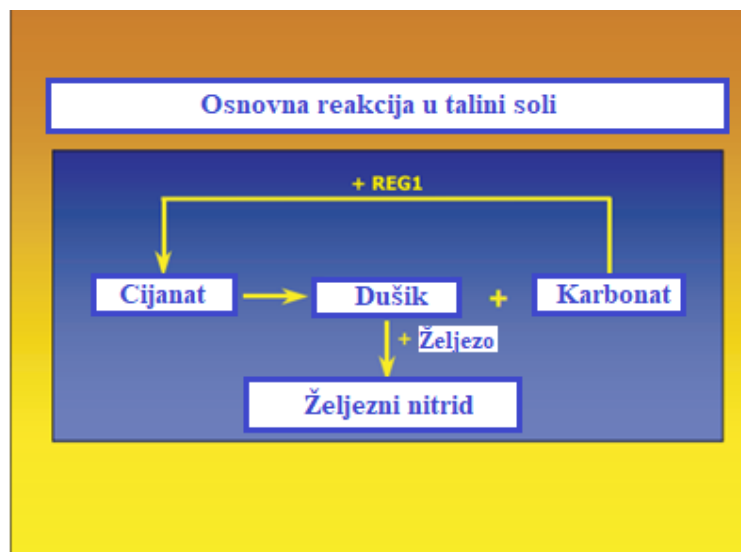 Osnovna reakcija u talini soli
+ REG1
Cijanat
Dušik
+
Karbonat
+ Željezo
Željezni nitrid